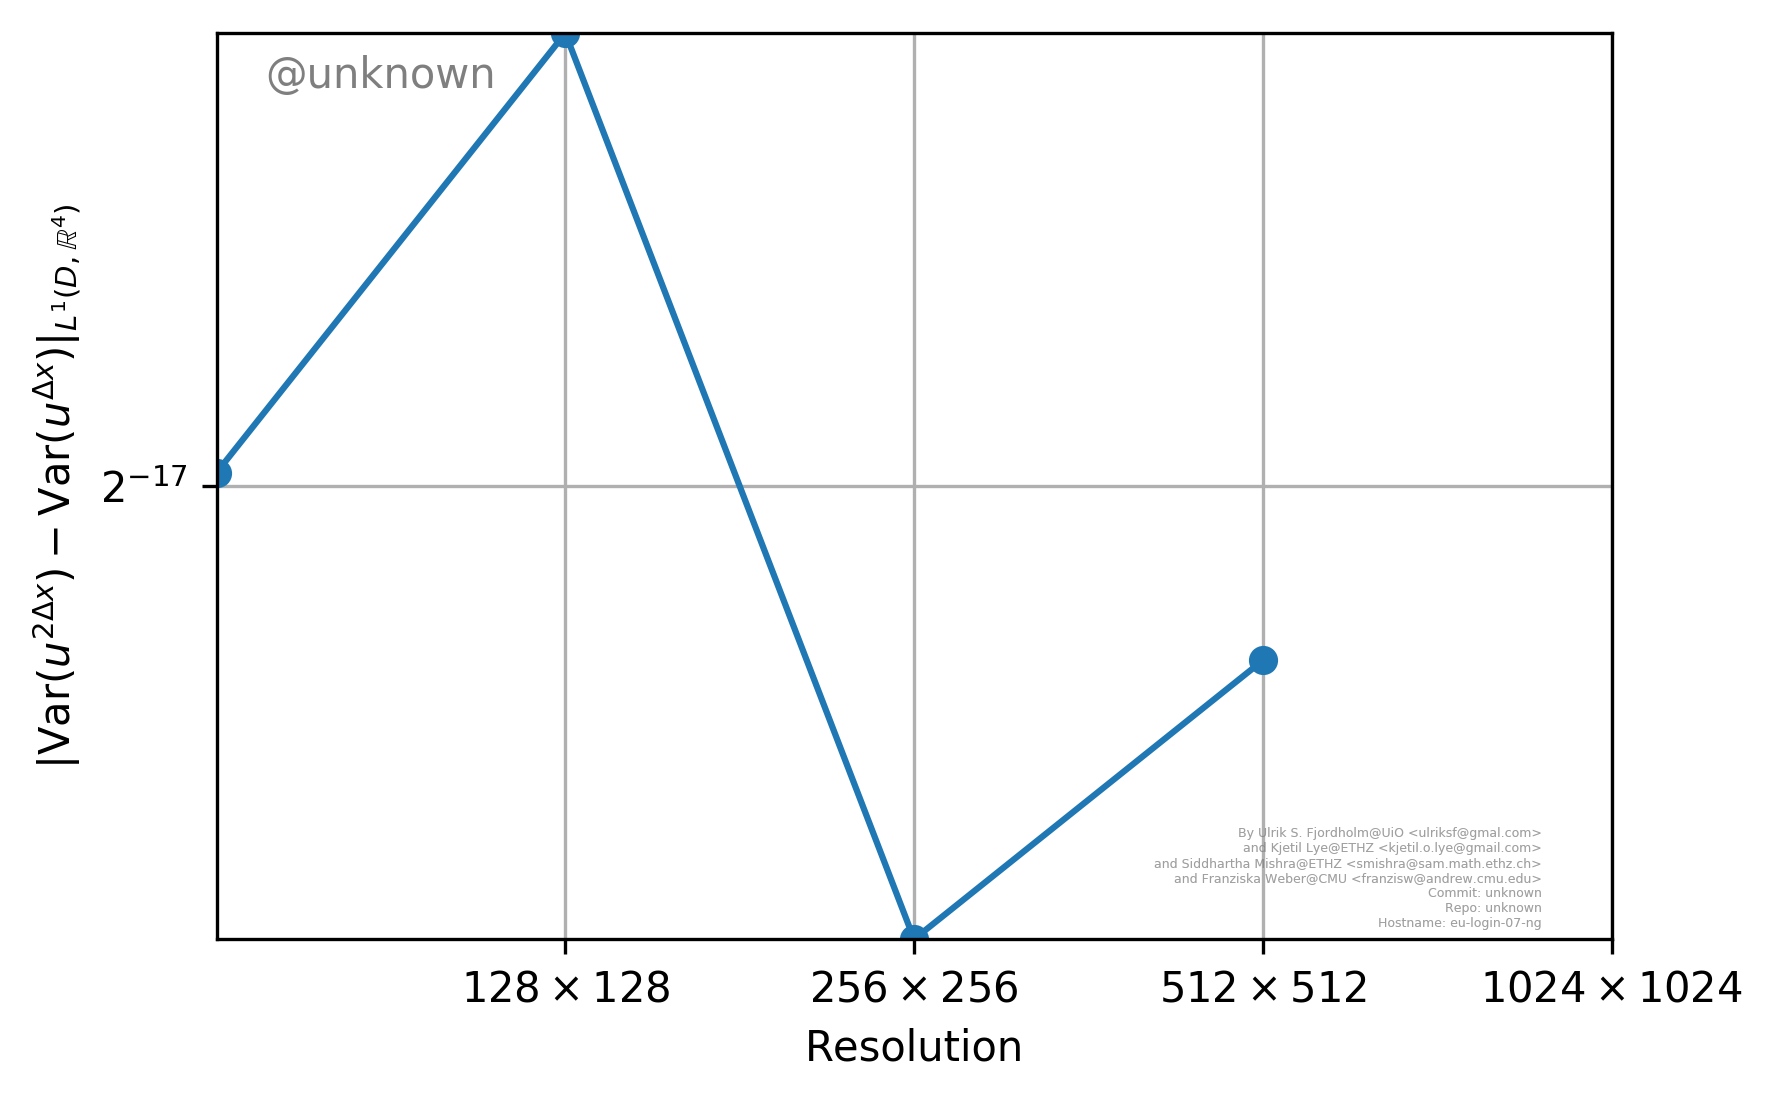 @unknown
|Var(u^{2Δx}) − Var(u^{Δx})|_{L^1(D, ℝ^4)}
2^{−17}
By Ulrik S. Fjordholm@UiO <ulriksf@gmal.com>
and Kjetil Lye@ETHZ <kjetil.o.lye@gmail.com>
and Siddhartha Mishra@ETHZ <smishra@sam.math.ethz.ch>
and Franziska Weber@CMU <franzisw@andrew.cmu.edu>
Commit: unknown
Repo: unknown
Hostname: eu-login-07-ng
128 × 128 256 × 256 512 × 512 1024 × 1024
Resolution